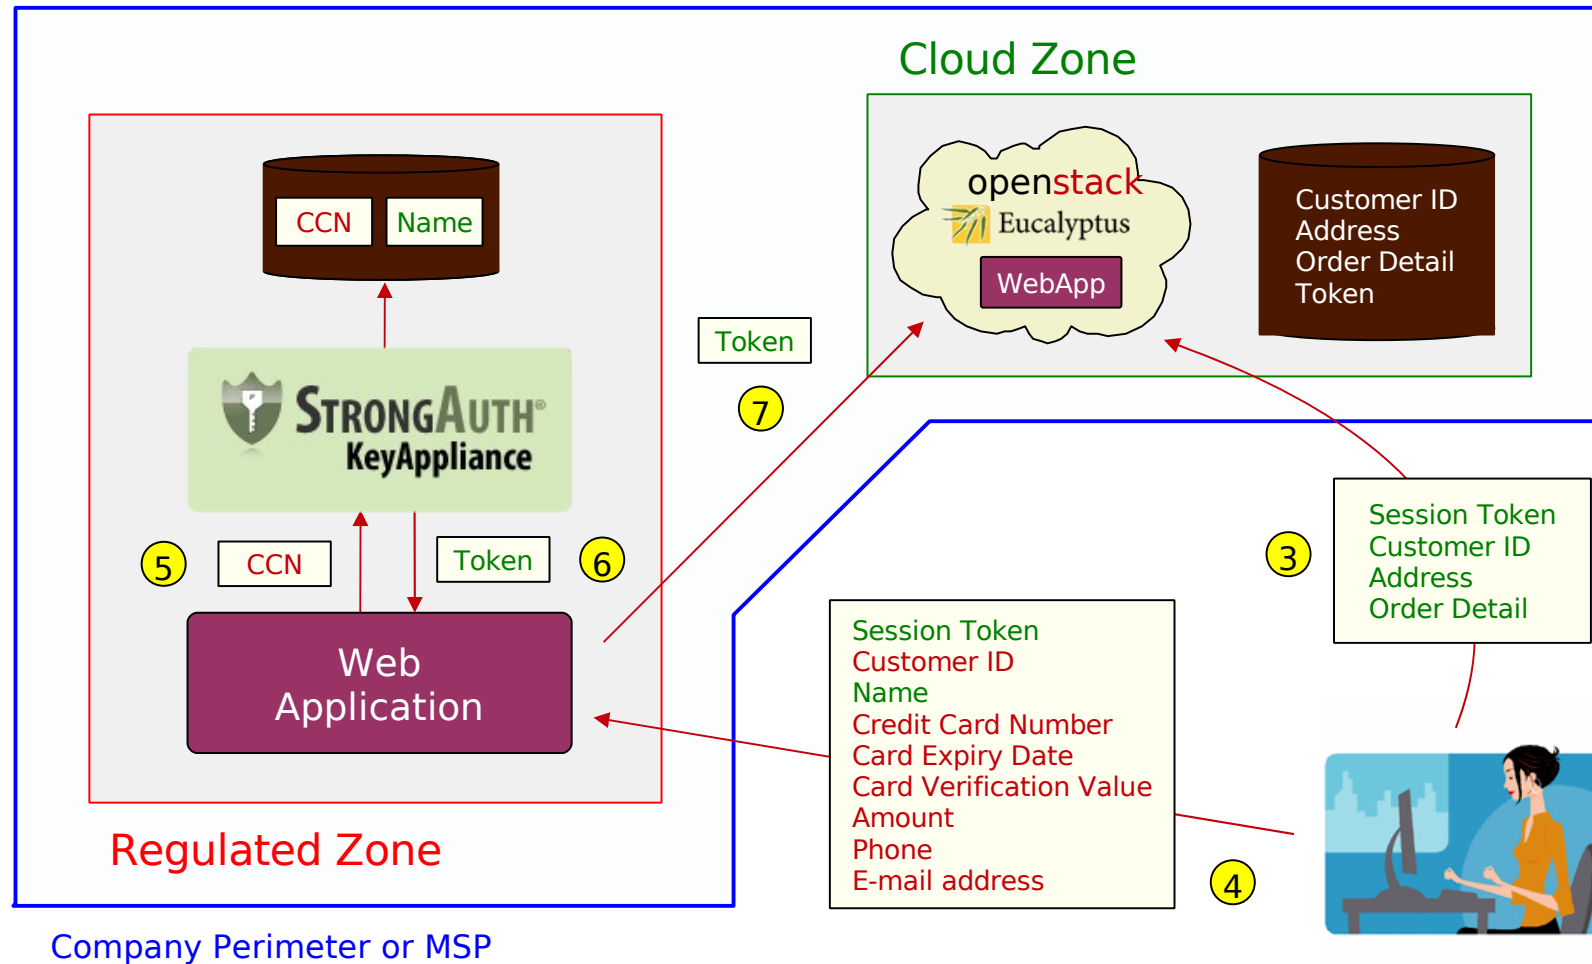 Cloud Zone
CCN
Name
openstack
Eucalyptus
WebApp
Customer ID
Address
Order Detail
Token
Token
7
STRONGAUTH®
KeyAppliance
5
CCN
Token
6
3
Session Token
Customer ID
Address
Order Detail
Web
Application
Session Token
Customer ID
Name
Credit Card Number
Card Expiry Date
Card Verification Value
Amount
Phone
E-mail address
4
Regulated Zone
Company Perimeter or MSP